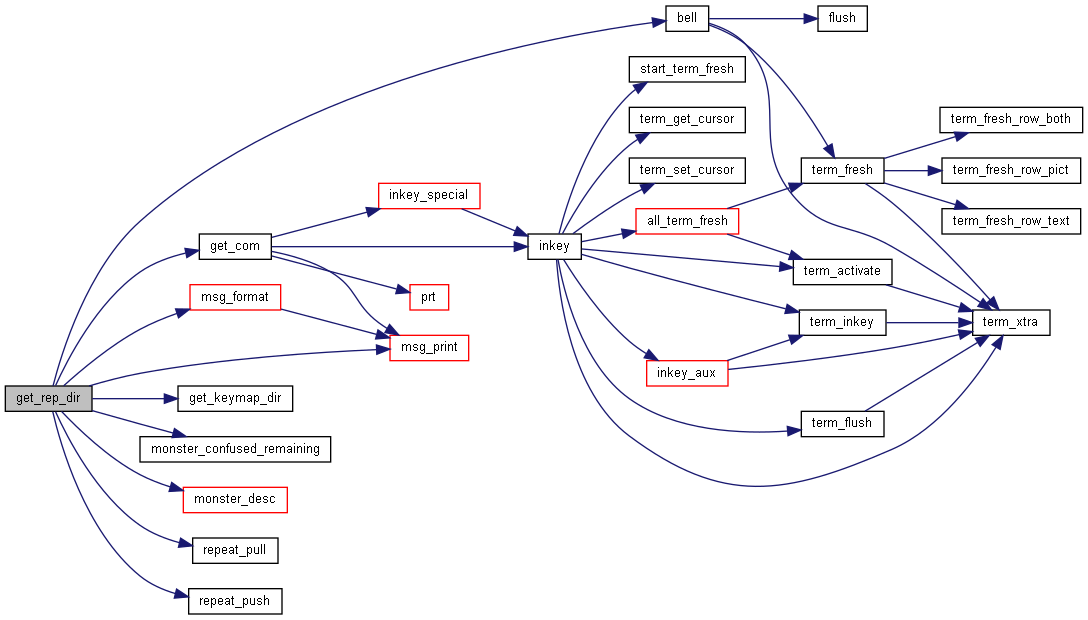 bell
flush
start_term_fresh
term_get_cursor
term_fresh_row_both
term_set_cursor
term_fresh
term_fresh_row_pict
inkey_special
all_term_fresh
term_fresh_row_text
get_com
inkey
term_activate
msg_format
prt
term_inkey
term_xtra
msg_print
inkey_aux
get_rep_dir
get_keymap_dir
term_flush
monster_confused_remaining
monster_desc
repeat_pull
repeat_push